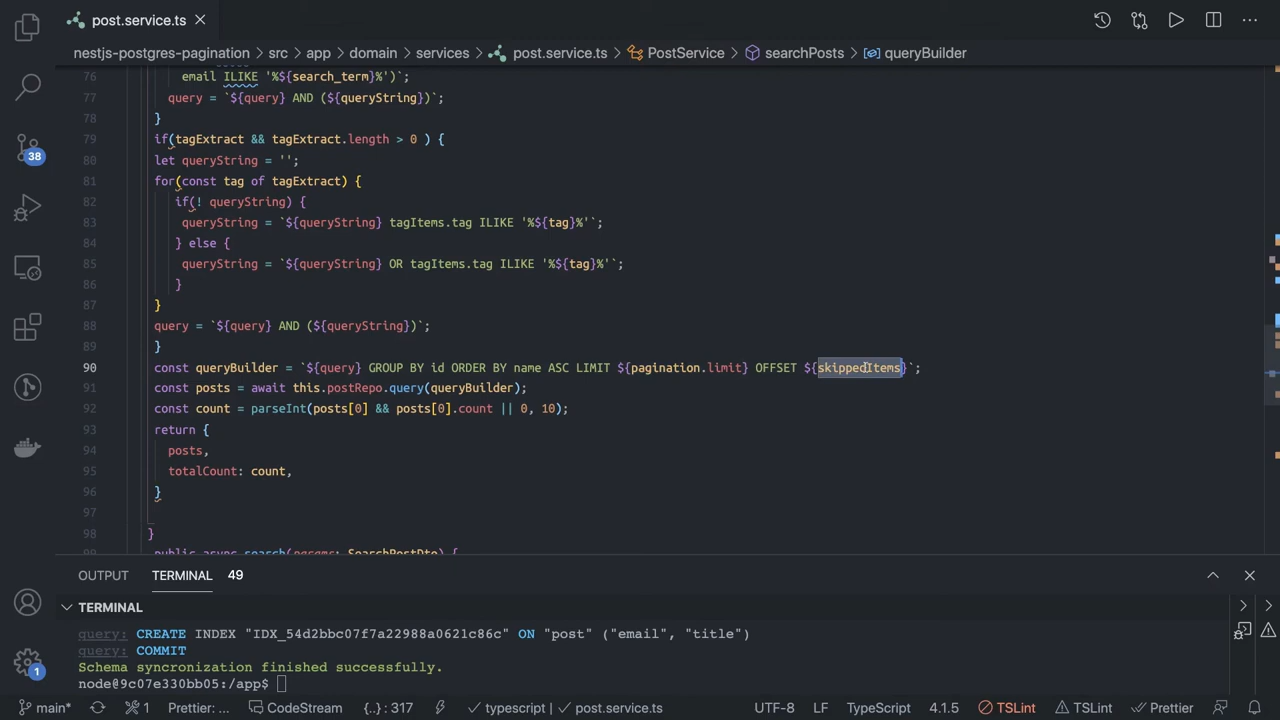 post.service.ts
nestjs-postgres-pagination > src > app > domain > services > post.service.ts > PostService > searchPosts > queryBuilder
76 email ILIKE '%${search_term}%')`;
77 query = `${query} AND (${queryString})`;
78 }
79 if(tagExtract && tagExtract.length > 0 ) {
80 let queryString = '';
81 for(const tag of tagExtract) {
82 if(! queryString) {
83 queryString = `${queryString} tagItems.tag ILIKE '%${tag}%'`;
84 } else {
85 queryString = `${queryString} OR tagItems.tag ILIKE '%${tag}%'`;
86 }
87 }
88 query = `${query} AND (${queryString})`;
89 }
90 const queryBuilder = `${query} GROUP BY id ORDER BY name ASC LIMIT ${pagination.limit} OFFSET ${skippedItems}`;
91 const posts = await this.postRepo.query(queryBuilder);
92 const count = parseInt(posts[0] && posts[0].count || 0, 10);
93 return {
94 posts,
95 totalCount: count,
96 }
97
98 }
99 public async search(params: SearchPostDto) {
38
1
OUTPUT TERMINAL 49
TERMINAL
query: CREATE INDEX "IDX_54d2bbc07f7a22988a0621c86c" ON "post" ("email", "title")
query: COMMIT
Schema syncronization finished successfully.
node@9c07e330bb05:/app$
main* 1 Prettier: ... CodeStream {..} : 317 typescript | post.service.ts UTF-8 LF TypeScript 4.1.5 TSLint TSLint Prettier